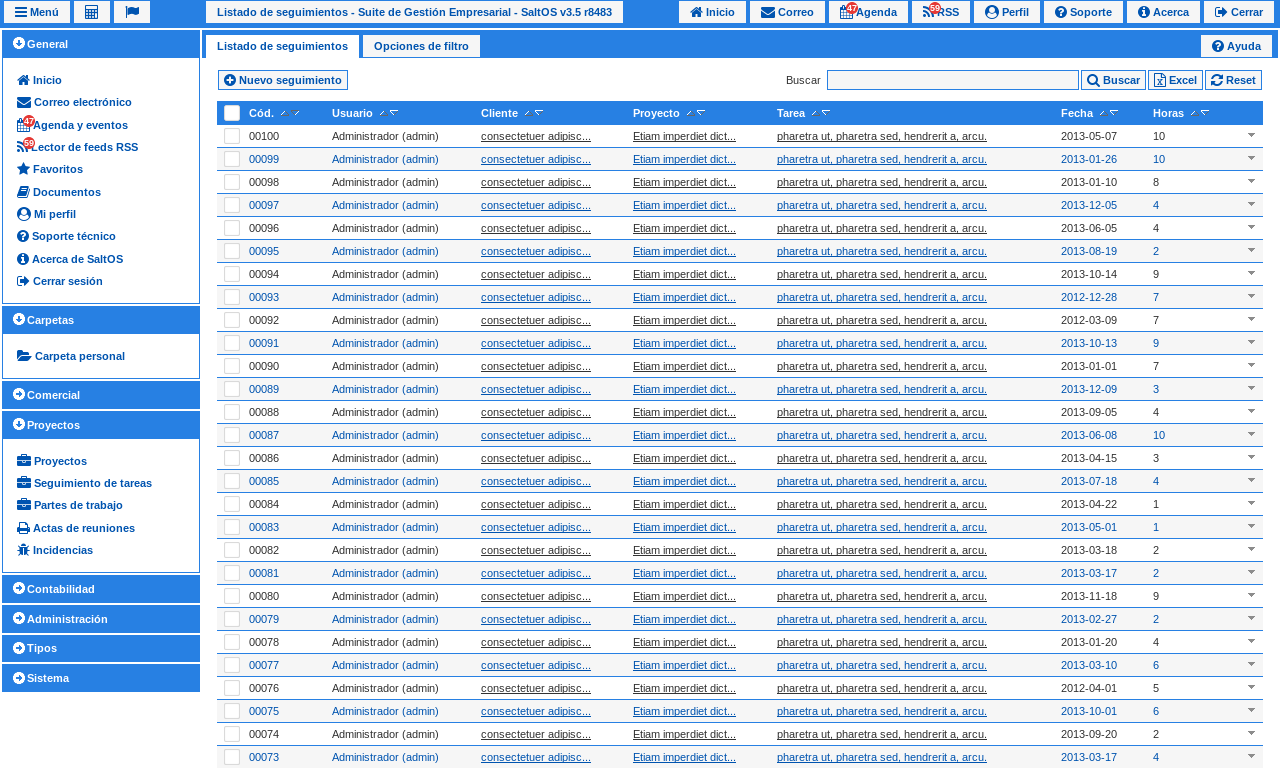 Menú
Listado de seguimientos - Suite de Gestión Empresarial - SaltOS v3.5 r8483
Inicio Correo 47 Agenda 59 RSS Perfil Soporte Acerca Cerrar
General
Inicio
Correo electrónico
47 Agenda y eventos
59 Lector de feeds RSS
Favoritos
Documentos
Mi perfil
Soporte técnico
Acerca de SaltOS
Cerrar sesión
Carpetas
Carpeta personal
Comercial
Proyectos
Proyectos
Seguimiento de tareas
Partes de trabajo
Actas de reuniones
Incidencias
Contabilidad
Administración
Tipos
Sistema
Listado de seguimientos Opciones de filtro Ayuda
Nuevo seguimiento Buscar Buscar Excel Reset
Cód. Usuario Cliente Proyecto Tarea Fecha Horas
00100 Administrador (admin) consectetuer adipisc... Etiam imperdiet dict... pharetra ut, pharetra sed, hendrerit a, arcu. 2013-05-07 10
00099 Administrador (admin) consectetuer adipisc... Etiam imperdiet dict... pharetra ut, pharetra sed, hendrerit a, arcu. 2013-01-26 10
00098 Administrador (admin) consectetuer adipisc... Etiam imperdiet dict... pharetra ut, pharetra sed, hendrerit a, arcu. 2013-01-10 8
00097 Administrador (admin) consectetuer adipisc... Etiam imperdiet dict... pharetra ut, pharetra sed, hendrerit a, arcu. 2013-12-05 4
00096 Administrador (admin) consectetuer adipisc... Etiam imperdiet dict... pharetra ut, pharetra sed, hendrerit a, arcu. 2013-06-05 4
00095 Administrador (admin) consectetuer adipisc... Etiam imperdiet dict... pharetra ut, pharetra sed, hendrerit a, arcu. 2013-08-19 2
00094 Administrador (admin) consectetuer adipisc... Etiam imperdiet dict... pharetra ut, pharetra sed, hendrerit a, arcu. 2013-10-14 9
00093 Administrador (admin) consectetuer adipisc... Etiam imperdiet dict... pharetra ut, pharetra sed, hendrerit a, arcu. 2012-12-28 7
00092 Administrador (admin) consectetuer adipisc... Etiam imperdiet dict... pharetra ut, pharetra sed, hendrerit a, arcu. 2012-03-09 7
00091 Administrador (admin) consectetuer adipisc... Etiam imperdiet dict... pharetra ut, pharetra sed, hendrerit a, arcu. 2013-10-13 9
00090 Administrador (admin) consectetuer adipisc... Etiam imperdiet dict... pharetra ut, pharetra sed, hendrerit a, arcu. 2013-01-01 7
00089 Administrador (admin) consectetuer adipisc... Etiam imperdiet dict... pharetra ut, pharetra sed, hendrerit a, arcu. 2013-12-09 3
00088 Administrador (admin) consectetuer adipisc... Etiam imperdiet dict... pharetra ut, pharetra sed, hendrerit a, arcu. 2013-09-05 4
00087 Administrador (admin) consectetuer adipisc... Etiam imperdiet dict... pharetra ut, pharetra sed, hendrerit a, arcu. 2013-06-08 10
00086 Administrador (admin) consectetuer adipisc... Etiam imperdiet dict... pharetra ut, pharetra sed, hendrerit a, arcu. 2013-04-15 3
00085 Administrador (admin) consectetuer adipisc... Etiam imperdiet dict... pharetra ut, pharetra sed, hendrerit a, arcu. 2013-07-18 4
00084 Administrador (admin) consectetuer adipisc... Etiam imperdiet dict... pharetra ut, pharetra sed, hendrerit a, arcu. 2013-04-22 1
00083 Administrador (admin) consectetuer adipisc... Etiam imperdiet dict... pharetra ut, pharetra sed, hendrerit a, arcu. 2013-05-01 1
00082 Administrador (admin) consectetuer adipisc... Etiam imperdiet dict... pharetra ut, pharetra sed, hendrerit a, arcu. 2013-03-18 2
00081 Administrador (admin) consectetuer adipisc... Etiam imperdiet dict... pharetra ut, pharetra sed, hendrerit a, arcu. 2013-03-17 2
00080 Administrador (admin) consectetuer adipisc... Etiam imperdiet dict... pharetra ut, pharetra sed, hendrerit a, arcu. 2013-11-18 9
00079 Administrador (admin) consectetuer adipisc... Etiam imperdiet dict... pharetra ut, pharetra sed, hendrerit a, arcu. 2013-02-27 2
00078 Administrador (admin) consectetuer adipisc... Etiam imperdiet dict... pharetra ut, pharetra sed, hendrerit a, arcu. 2013-01-20 4
00077 Administrador (admin) consectetuer adipisc... Etiam imperdiet dict... pharetra ut, pharetra sed, hendrerit a, arcu. 2013-03-10 6
00076 Administrador (admin) consectetuer adipisc... Etiam imperdiet dict... pharetra ut, pharetra sed, hendrerit a, arcu. 2012-04-01 5
00075 Administrador (admin) consectetuer adipisc... Etiam imperdiet dict... pharetra ut, pharetra sed, hendrerit a, arcu. 2013-10-01 6
00074 Administrador (admin) consectetuer adipisc... Etiam imperdiet dict... pharetra ut, pharetra sed, hendrerit a, arcu. 2013-09-20 2
00073 Administrador (admin) consectetuer adipisc... Etiam imperdiet dict... pharetra ut, pharetra sed, hendrerit a, arcu. 2013-03-17 4